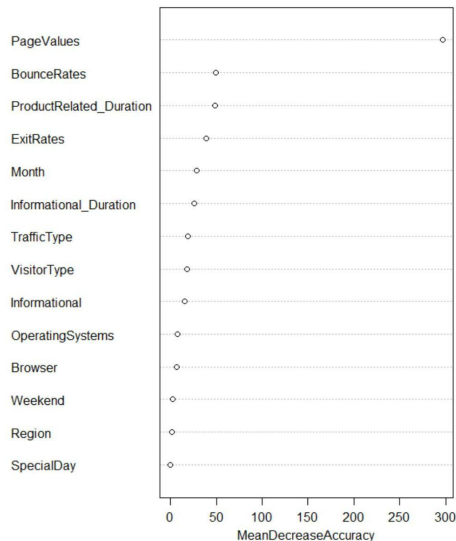 PageValues
BounceRates
ProductRelated_Duration
ExitRates
Month
Informational_Duration
TrafficType
VisitorType
Informational
OperatingSystems
Browser
Weekend
Region
SpecialDay
0 50 100 150 200 250 300
MeanDecreaseAccuracy